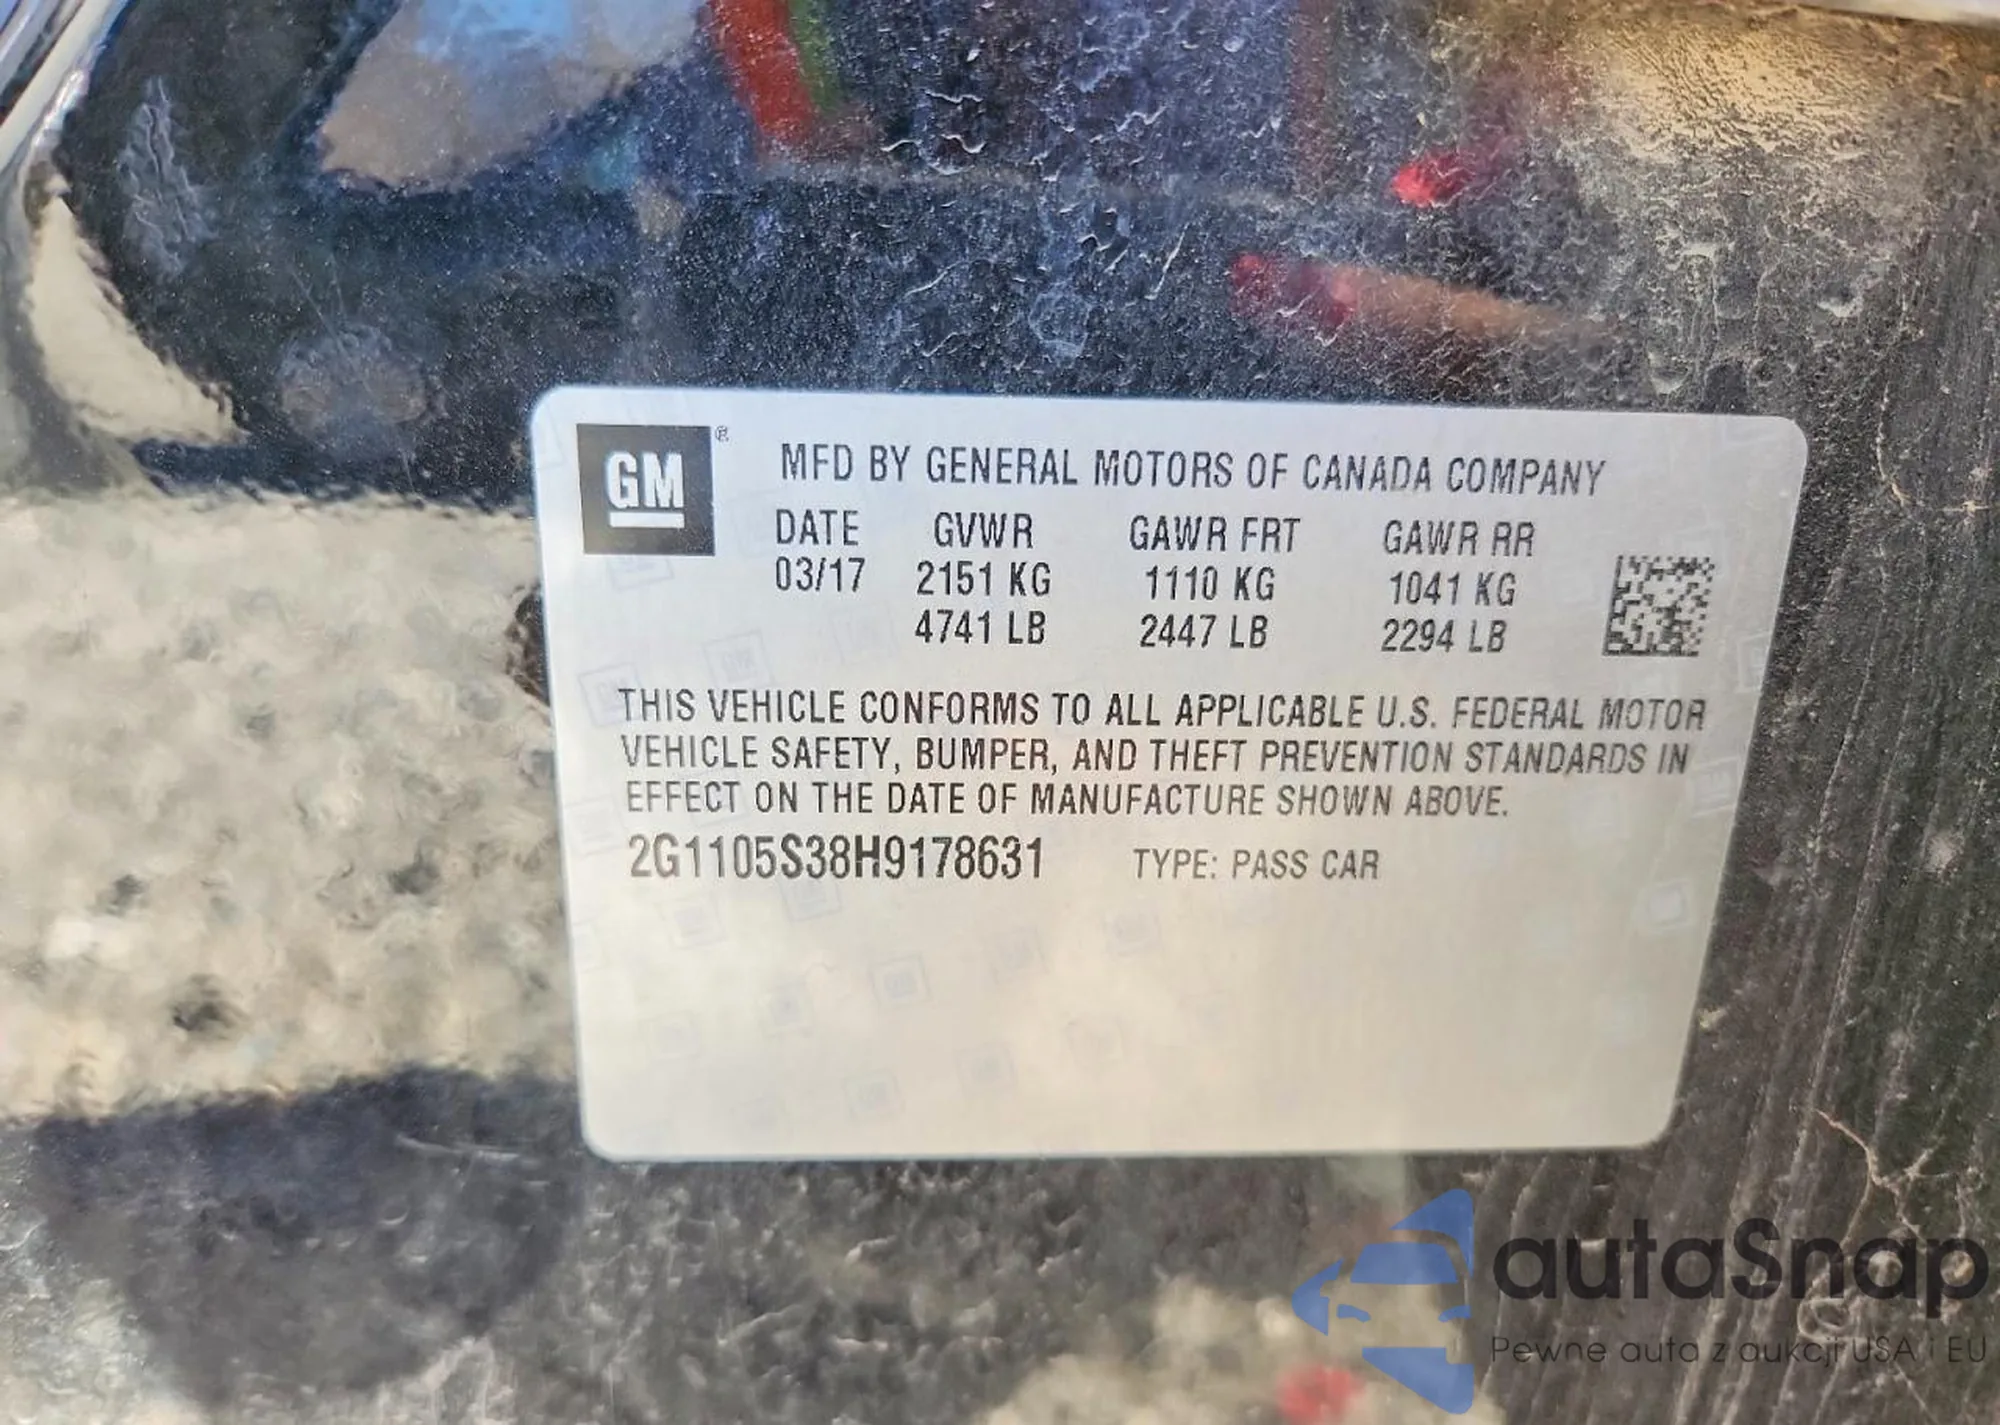 GM ®
MFD BY GENERAL MOTORS OF CANADA COMPANY
DATE GVWR GAWR FRT GAWR RR
03/17 2151 KG 1110 KG 1041 KG
4741 LB 2447 LB 2294 LB
THIS VEHICLE CONFORMS TO ALL APPLICABLE U.S. FEDERAL MOTOR
VEHICLE SAFETY, BUMPER, AND THEFT PREVENTION STANDARDS IN
EFFECT ON THE DATE OF MANUFACTURE SHOWN ABOVE.
2G1105S38H9178631 TYPE: PASS CAR
autaSnap
Pewne auta z aukcji USA i EU